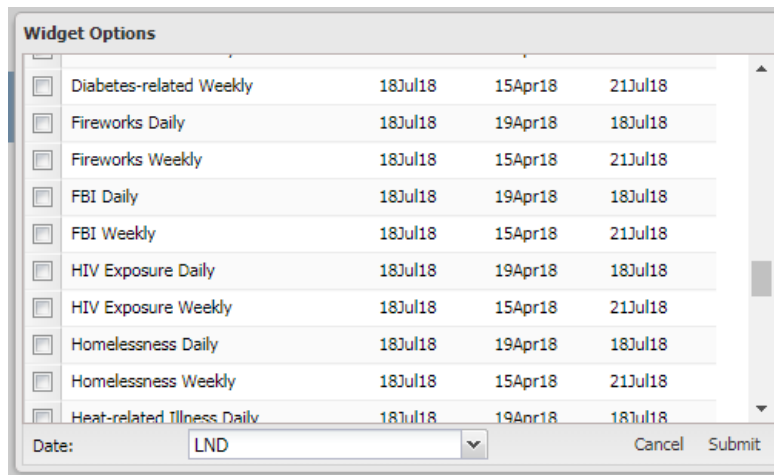 Widget Options
Diabetes-related Weekly 18Jul18 15Apr18 21Jul18
Fireworks Daily 18Jul18 19Apr18 18Jul18
Fireworks Weekly 18Jul18 15Apr18 21Jul18
FBI Daily 18Jul18 19Apr18 18Jul18
FBI Weekly 18Jul18 15Apr18 21Jul18
HIV Exposure Daily 18Jul18 19Apr18 18Jul18
HIV Exposure Weekly 18Jul18 15Apr18 21Jul18
Homelessness Daily 18Jul18 19Apr18 18Jul18
Homelessness Weekly 18Jul18 15Apr18 21Jul18
Heat-related Illness Daily 18Jul18 19Apr18 18Jul18
Date: LND Cancel Submit